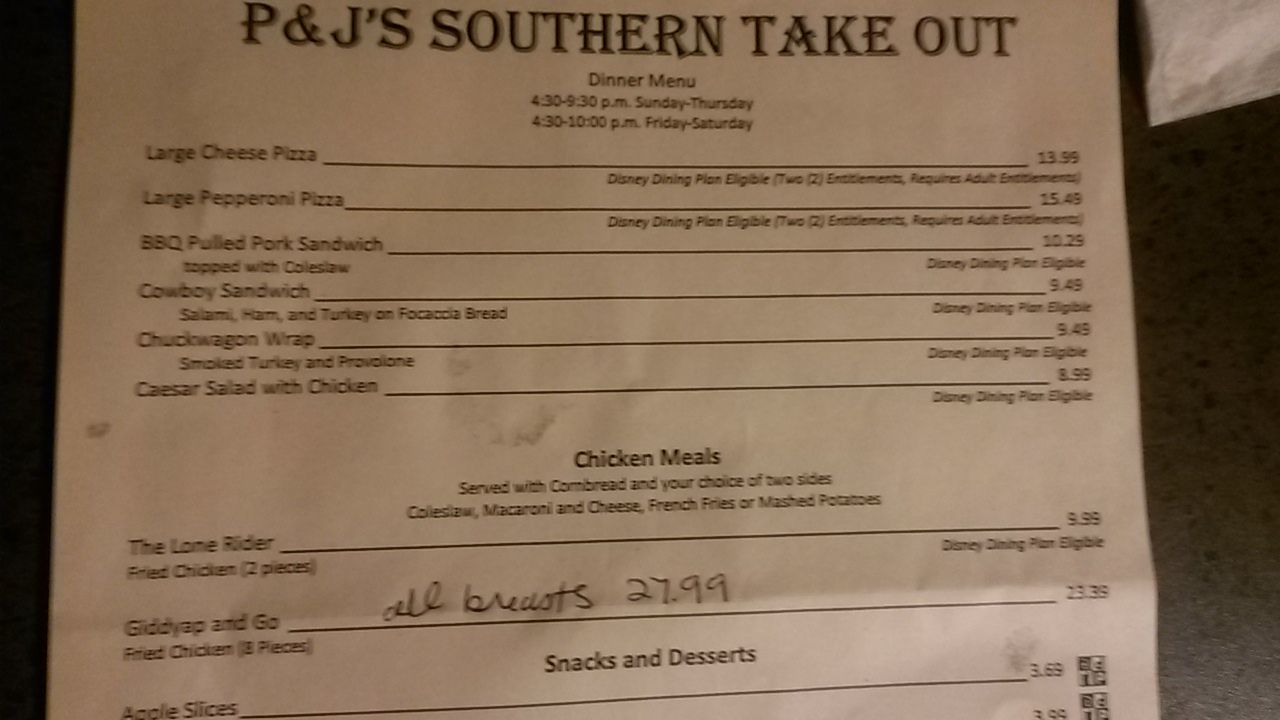 P&J'S SOUTHERN TAKE OUT
Dinner Menu
4:30-9:30 p.m. Sunday-Thursday
4:30-10:00 p.m. Friday-Saturday
Large Cheese Pizza 13.99
Disney Dining Plan Eligible (Two (2) Entitlements, Requires Adult Entitlements)
Large Pepperoni Pizza 15.49
Disney Dining Plan Eligible (Two (2) Entitlements, Requires Adult Entitlements)
BBQ Pulled Pork Sandwich 10.29
topped with Coleslaw Disney Dining Plan Eligible
Cowboy Sandwich 9.49
Salami, Ham, and Turkey on Focaccia Bread Disney Dining Plan Eligible
Chuckwagon Wrap 9.49
Smoked Turkey and Provolone Disney Dining Plan Eligible
Caesar Salad with Chicken 8.99
Disney Dining Plan Eligible
Chicken Meals
Served with Cornbread and your choice of two sides
Coleslaw, Macaroni and Cheese, French Fries or Mashed Potatoes
The Lone Rider 9.99
Fried Chicken (2 pieces) Disney Dining Plan Eligible
all breasts 27.99
Giddyap and Go 23.39
Fried Chicken (8 Pieces)
Snacks and Desserts
Apple Slices 3.69
3.99